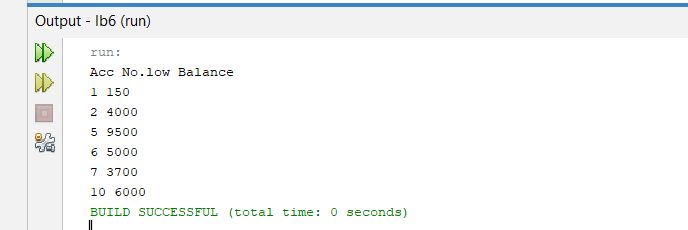 Output - lb6 (run)
run:
Acc No.low Balance
1 150
2 4000
5 9500
6 5000
7 3700
10 6000
BUILD SUCCESSFUL (total time: 0 seconds)